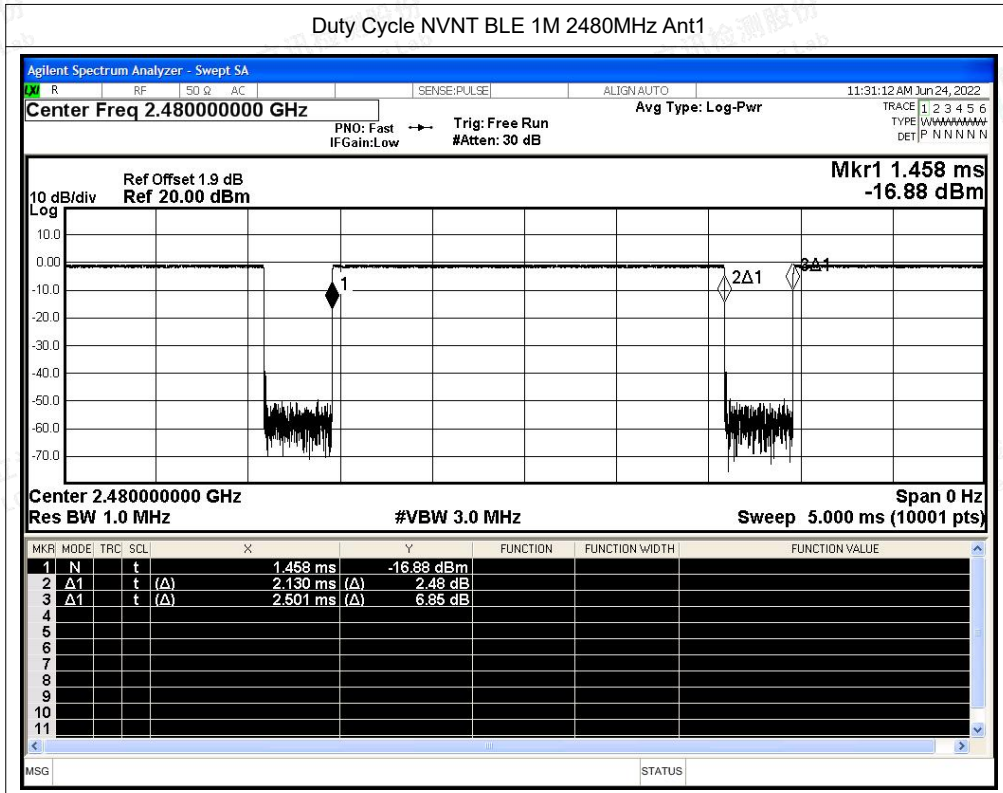 Duty Cycle NVNT BLE 1M 2480MHz Ant1
Agilent Spectrum Analyzer - Swept SA
LXI R RF 50 Ω AC SENSE:PULSE ALIGN AUTO 11:31:12 AM Jun 24, 2022
Center Freq 2.480000000 GHz Avg Type: Log-Pwr TRACE 1 2 3 4 5 6
PNO: Fast Trig: Free Run TYPE WWWWWW
IFGain:Low #Atten: 30 dB DET P N N N N N
Mkr1 1.458 ms
Ref Offset 1.9 dB
10 dB/div Ref 20.00 dBm -16.88 dBm
Log
10.0
0.00
-10.0
-20.0
-30.0
-40.0
-50.0
-60.0
-70.0
1
2Δ1
3Δ1
Center 2.480000000 GHz Span 0 Hz
Res BW 1.0 MHz #VBW 3.0 MHz Sweep 5.000 ms (10001 pts)
MKR MODE TRC SCL X Y FUNCTION FUNCTION WIDTH FUNCTION VALUE
1 N t 1.458 ms -16.88 dBm
2 Δ1 t (Δ) 2.130 ms (Δ) 2.48 dB
3 Δ1 t (Δ) 2.501 ms (Δ) 6.85 dB
4
5
6
7
8
9
10
11
MSG STATUS